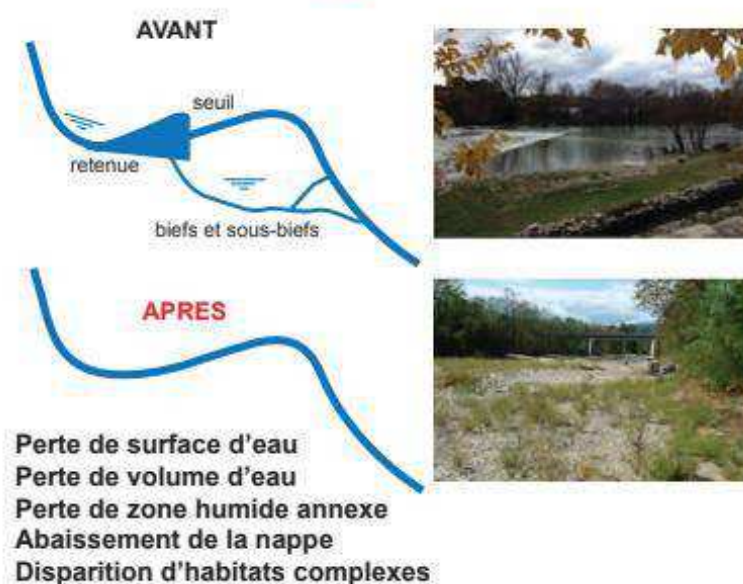 AVANT
seuil
retenue
biefs et sous-biefs
APRES
Perte de surface d'eau
Perte de volume d'eau
Perte de zone humide annexe
Abaissement de la nappe
Disparition d'habitats complexes